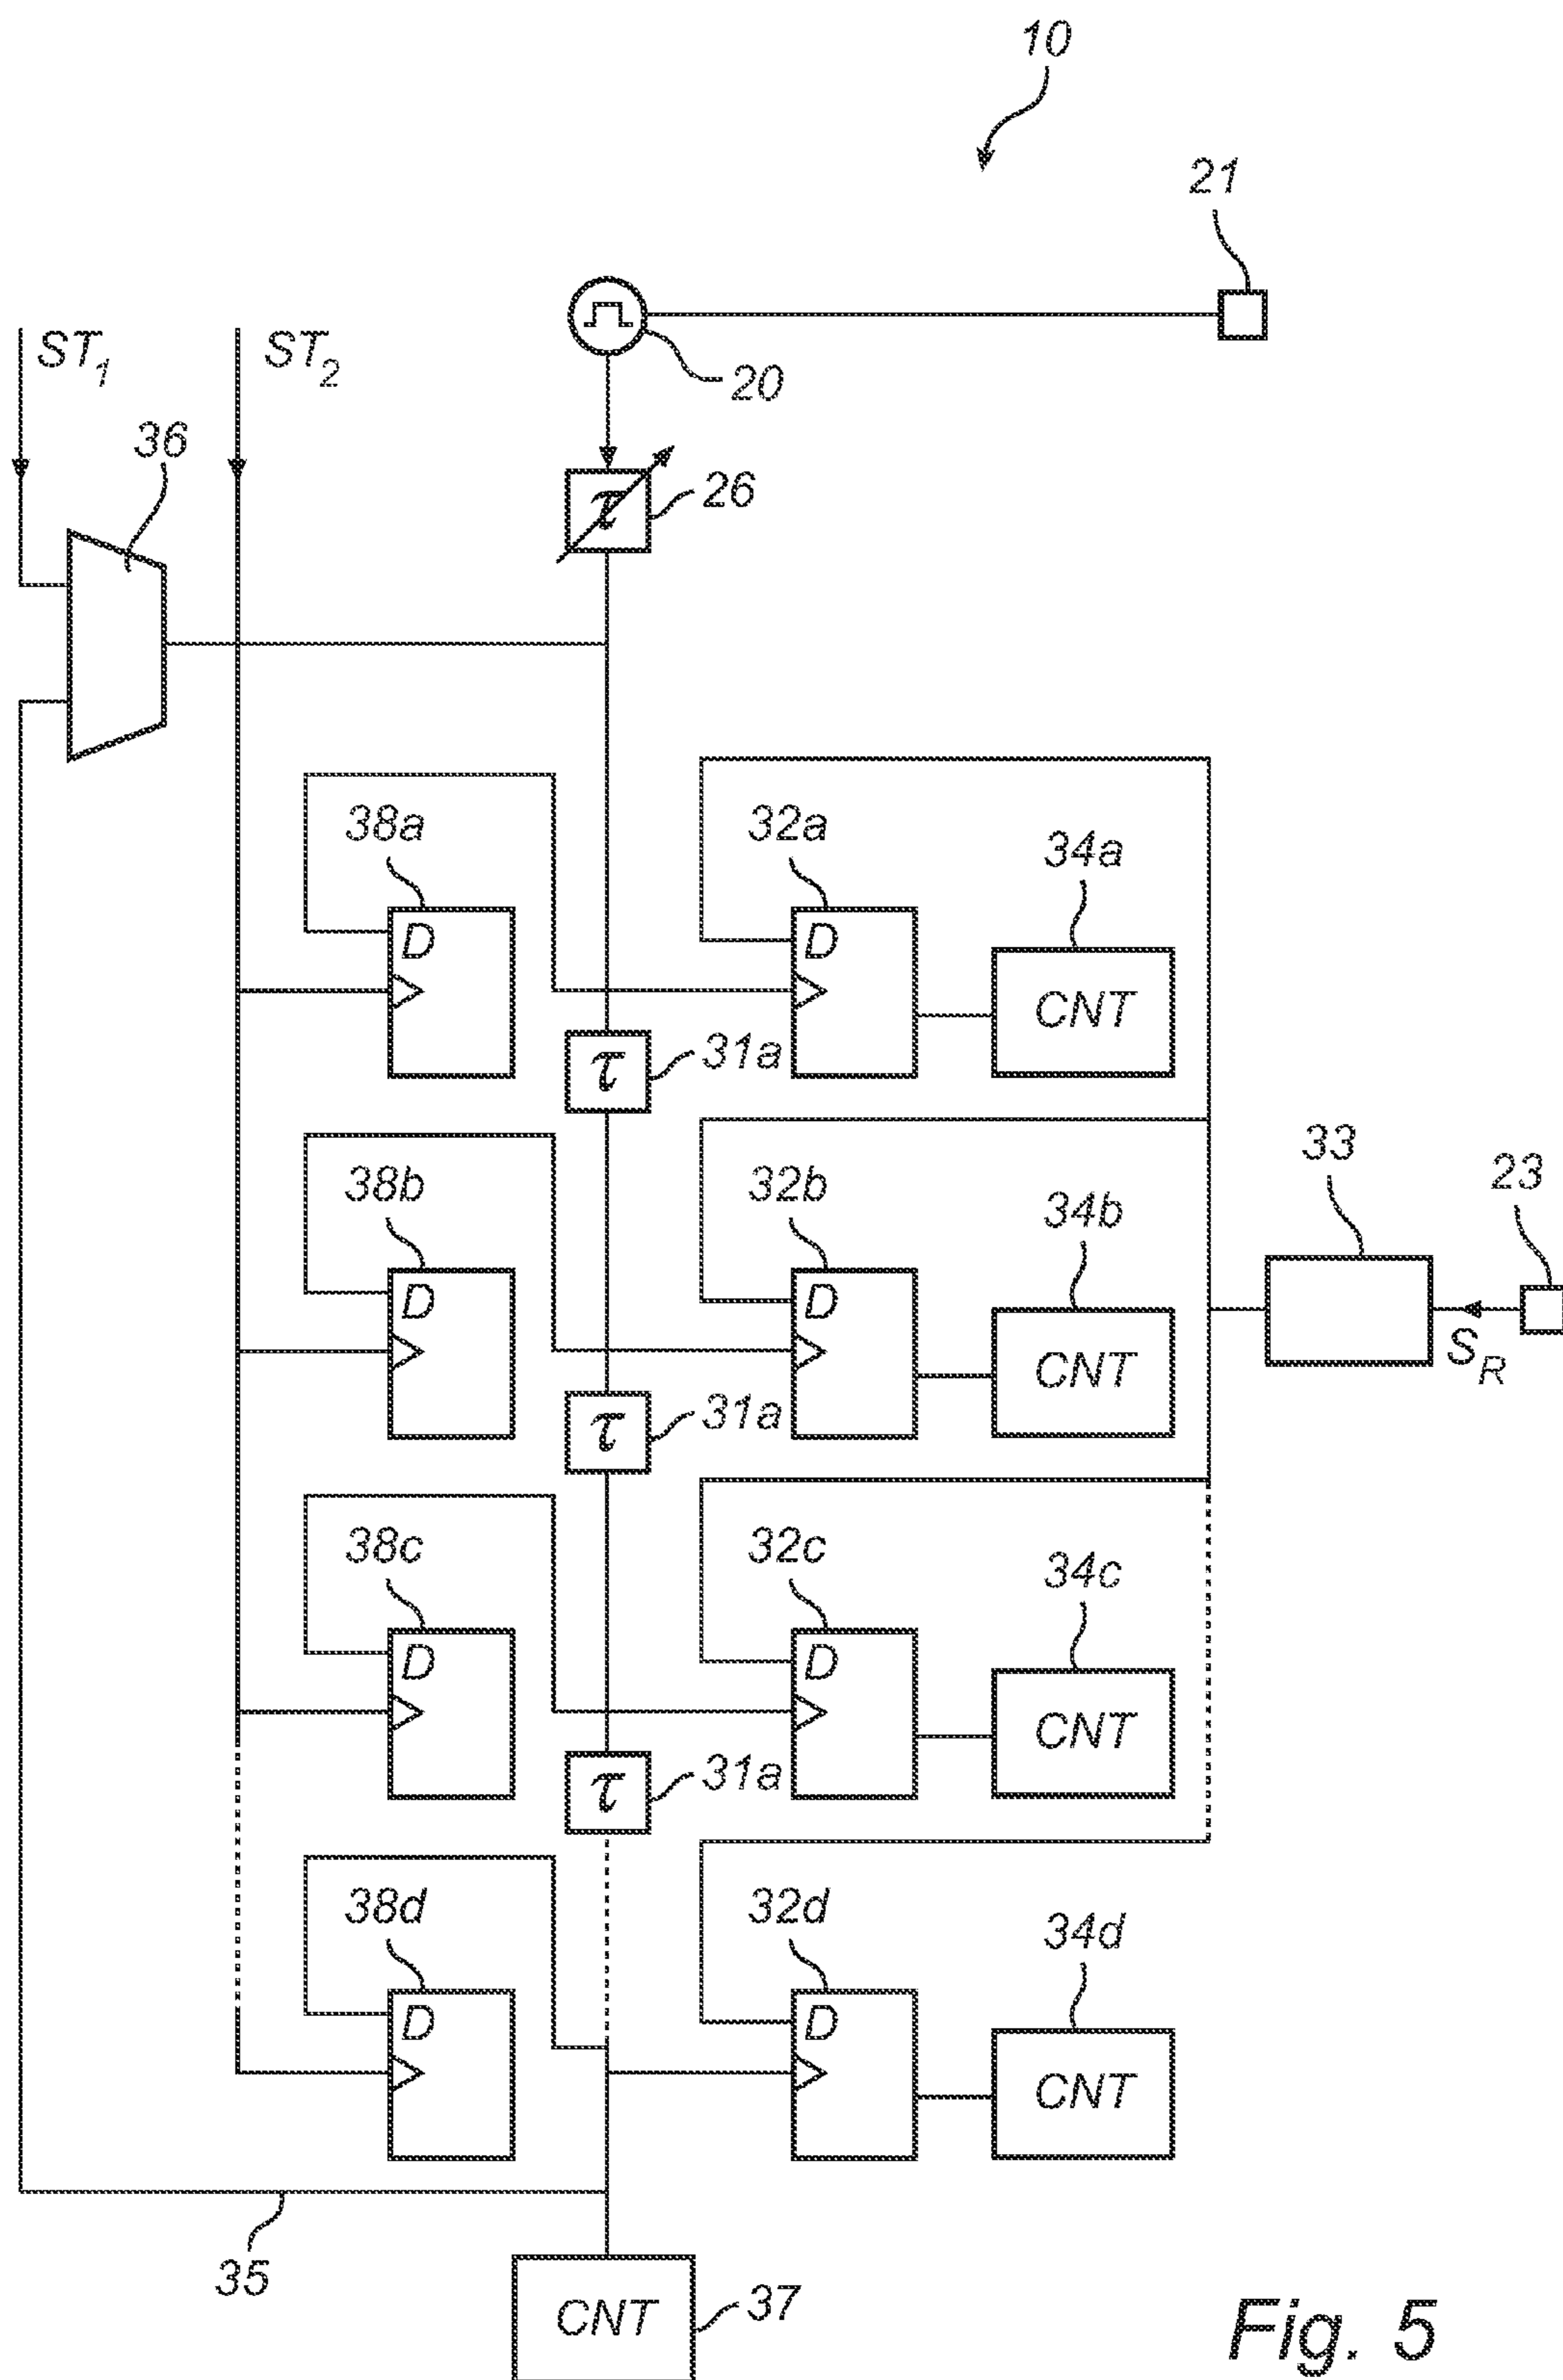 10
21
ST1
ST2
20
36
τ
26
38a
32a
34a
D
D
CNT
τ
31a
38b
32b
34b
33
23
D
D
CNT
SR
τ
31a
38c
32c
34c
D
D
CNT
τ
31a
38d
32d
34d
D
D
CNT
35
CNT
37
Fig. 5